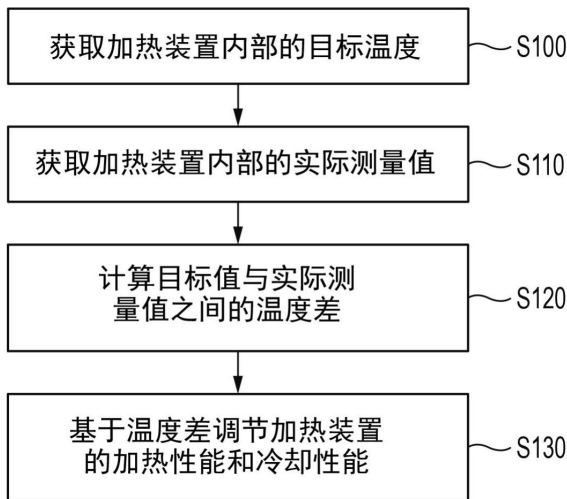 获取加热装置内部的目标温度
S100
获取加热装置内部的实际测量值
S110
计算目标值与实际测
量值之间的温度差
S120
基于温度差调节加热装置
的加热性能和冷却性能
S130